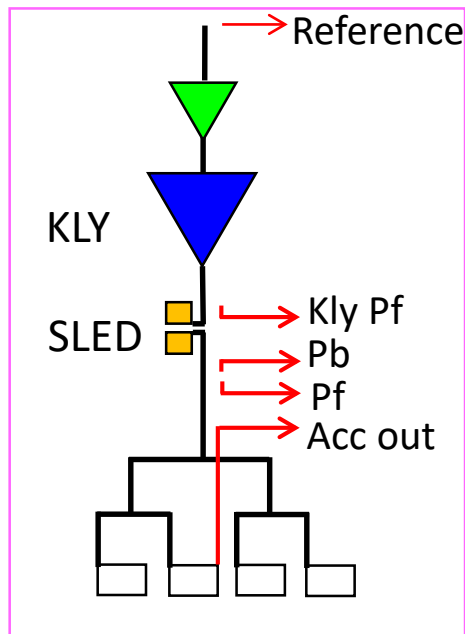 Reference
KLY
Kly Pf
SLED
Pb
Pf
Acc out